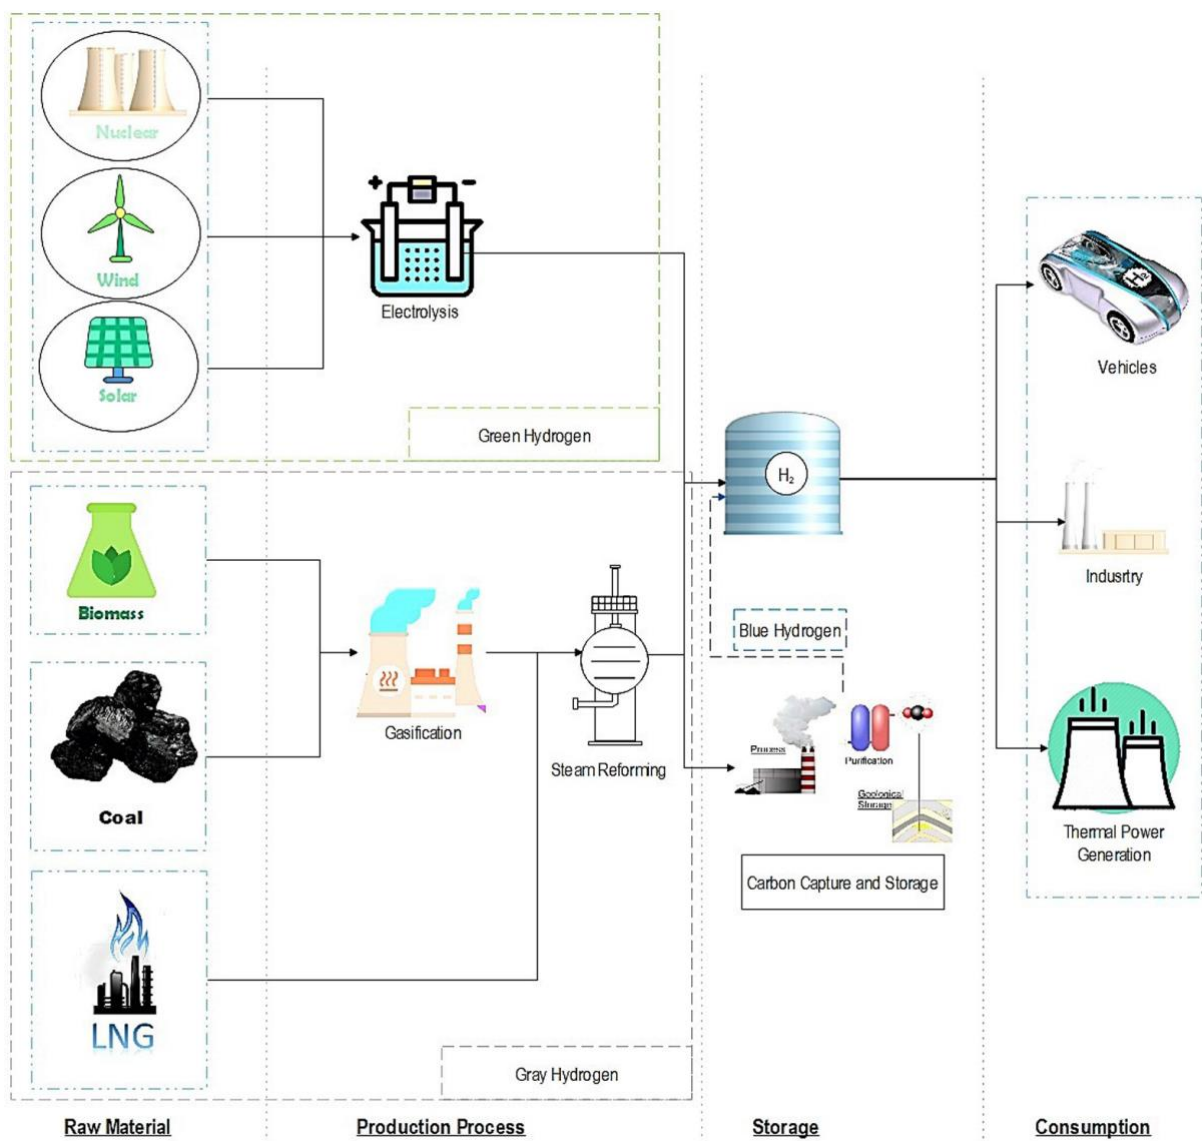 Nuclear
Wind
Solar
+ −
Electrolysis
Green Hydrogen
Biomass
Coal
LNG
Gasification
Steam Reforming
Gray Hydrogen
H₂
Blue Hydrogen
Process
Purification
Geological
Storage
Carbon Capture and Storage
H₂
Vehicles
Indusrtry
Thermal Power
Generation
Raw Material
Production Process
Storage
Consumption